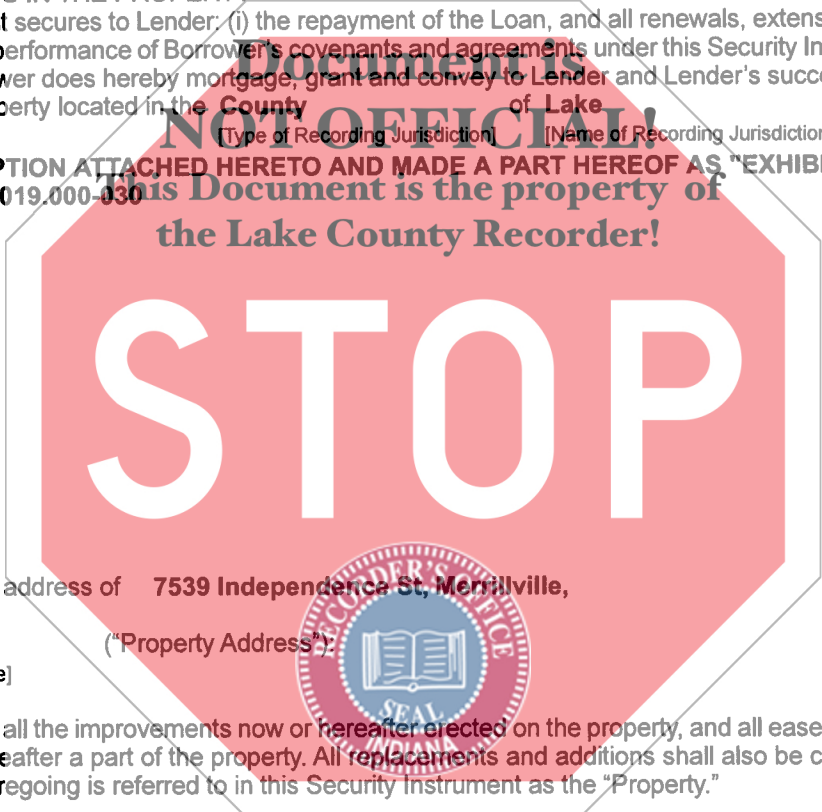 t secures to Lender: (i) the repayment of the Loan, and all renewals, extens
performance of Borrower's covenants and agreements under this Security In
wer does hereby mortgage, grant and convey to Lender and Lender's succe
perty located in the County of Lake
[Type of Recording Jurisdiction] [Name of Recording Jurisdiction
PTION ATTACHED HERETO AND MADE A PART HEREOF AS "EXHIBI
019.000-030
Document is
NOT OFFICIAL!
This Document is the property of
the Lake County Recorder!
STOP
address of 7539 Independence St, Merrillville,
("Property Address"):
e]
RECORDER'S OFFICE
SEAL
INDIANA
all the improvements now or hereafter erected on the property, and all ease
eafter a part of the property. All replacements and additions shall also be c
regoing is referred to in this Security Instrument as the "Property."